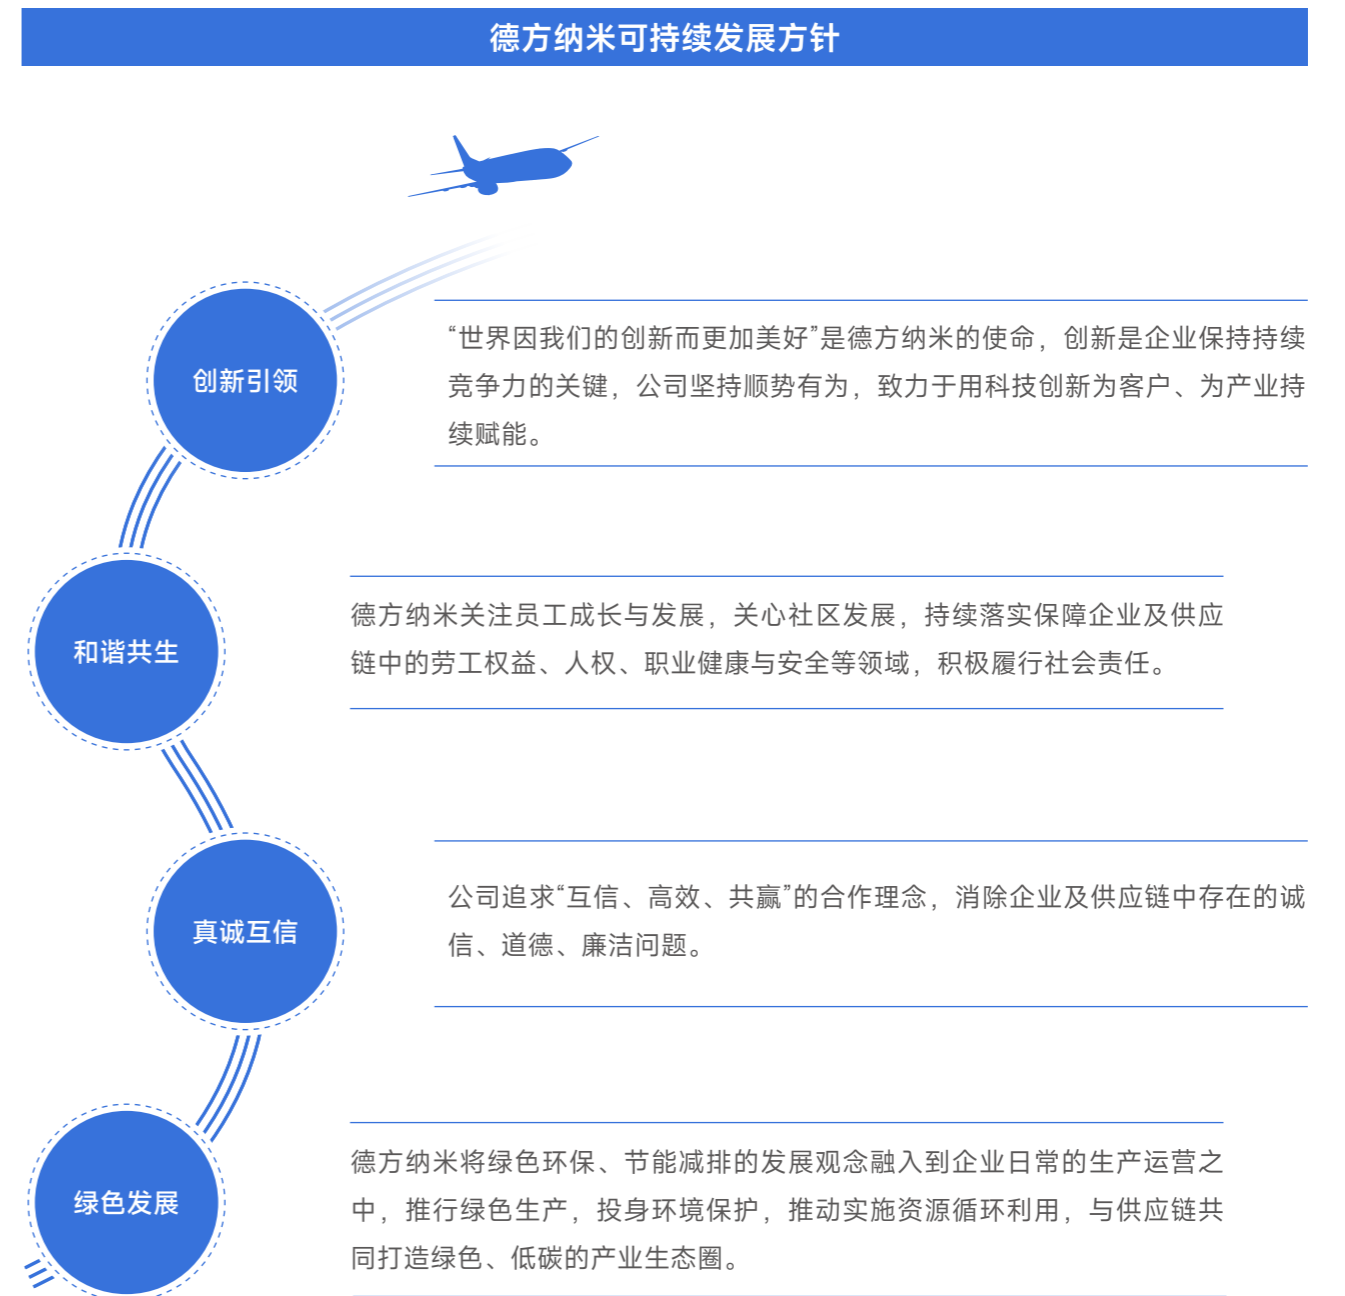 德方纳米可持续发展方针
创新引领
“世界因我们的创新而更加美好”是德方纳米的使命，创新是企业保持持续
竞争力的关键，公司坚持顺势有为，致力于用科技创新为客户、为产业持
续赋能。
和谐共生
德方纳米关注员工成长与发展，关心社区发展，持续落实保障企业及供应
链中的劳工权益、人权、职业健康与安全等领域，积极履行社会责任。
真诚互信
公司追求“互信、高效、共赢”的合作理念，消除企业及供应链中存在的诚
信、道德、廉洁问题。
绿色发展
德方纳米将绿色环保、节能减排的发展观念融入到企业日常的生产运营之
中，推行绿色生产，投身环境保护，推动实施资源循环利用，与供应链共
同打造绿色、低碳的产业生态圈。